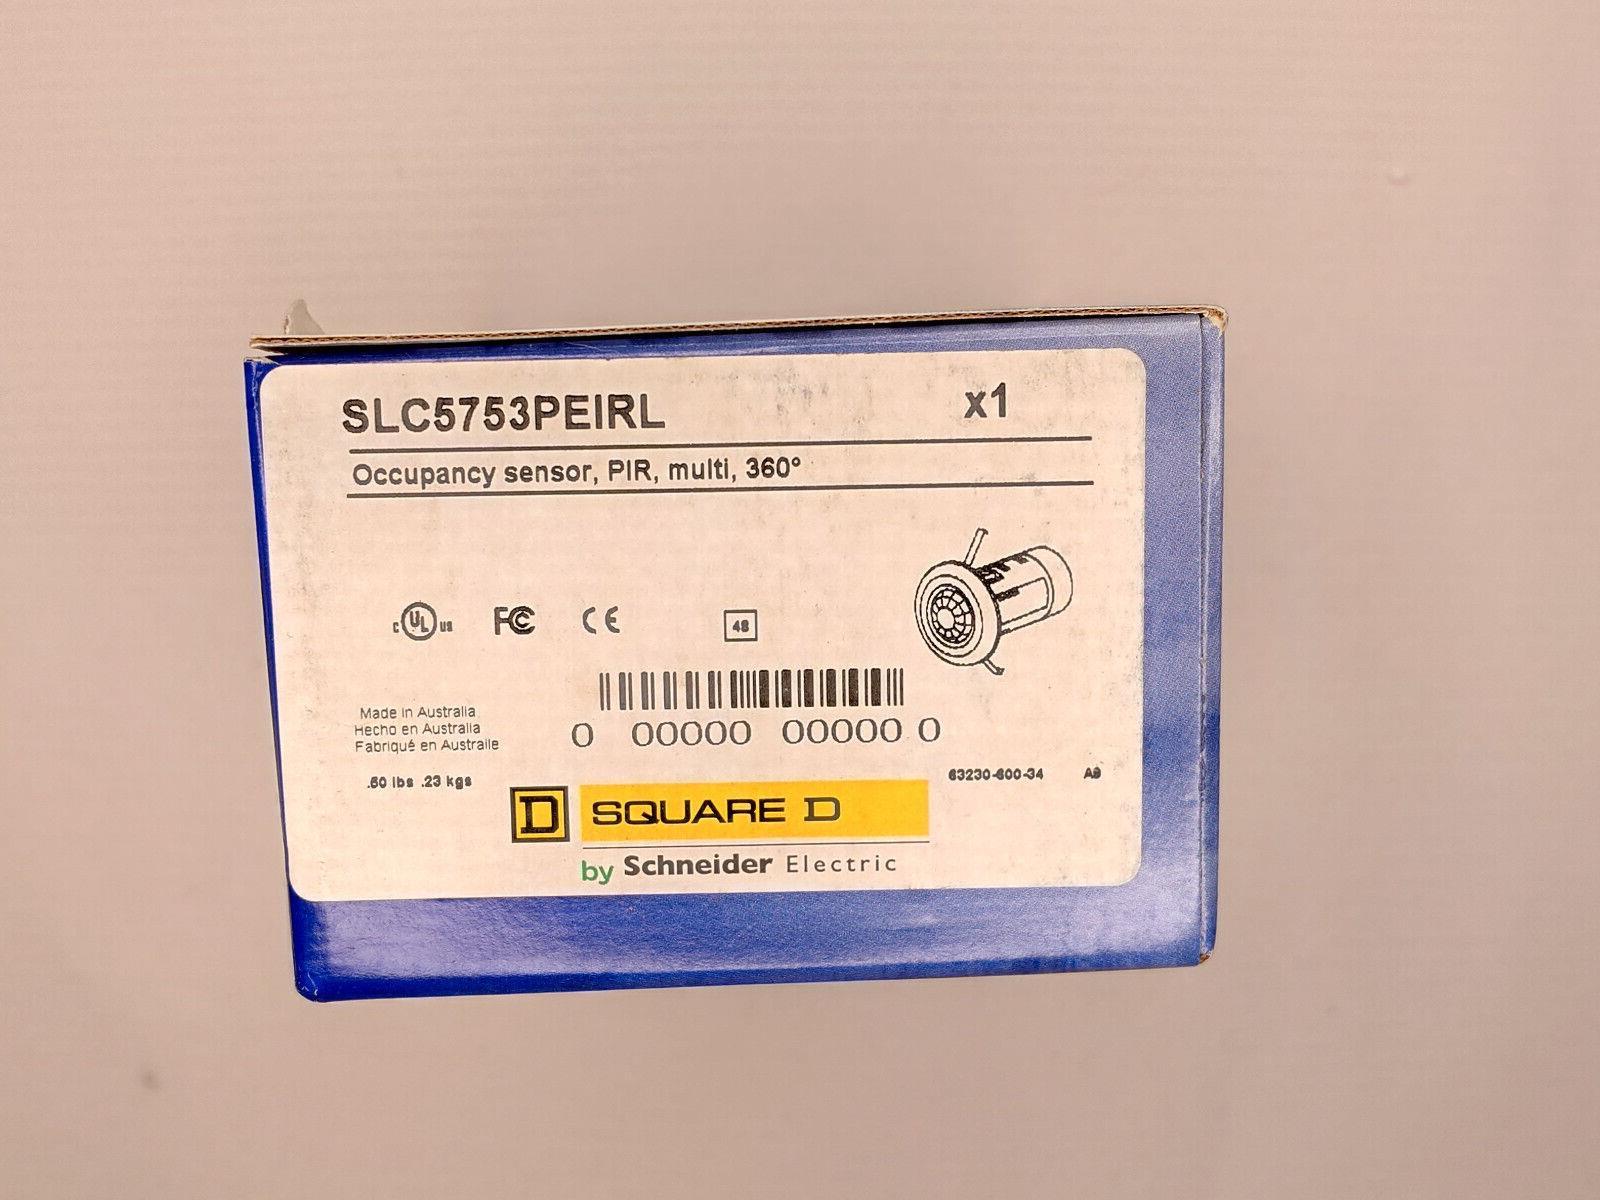 SLC5753PEIRL x1
Occupancy sensor, PIR, multi, 360°
c UL us FC CE 48
Made in Australia
Hecho en Australia
Fabriqué en Australie
0 00000 00000 0
.50 lbs .23 kgs
63230-600-34 A9
D SQUARE D
by Schneider Electric